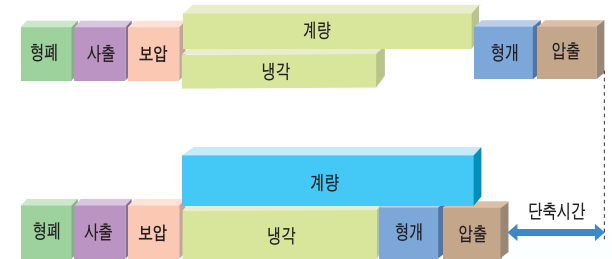 계량
형폐 사출 보압 형개 압출
냉각
계량
단축시간
형폐 사출 보압 냉각 형개 압출